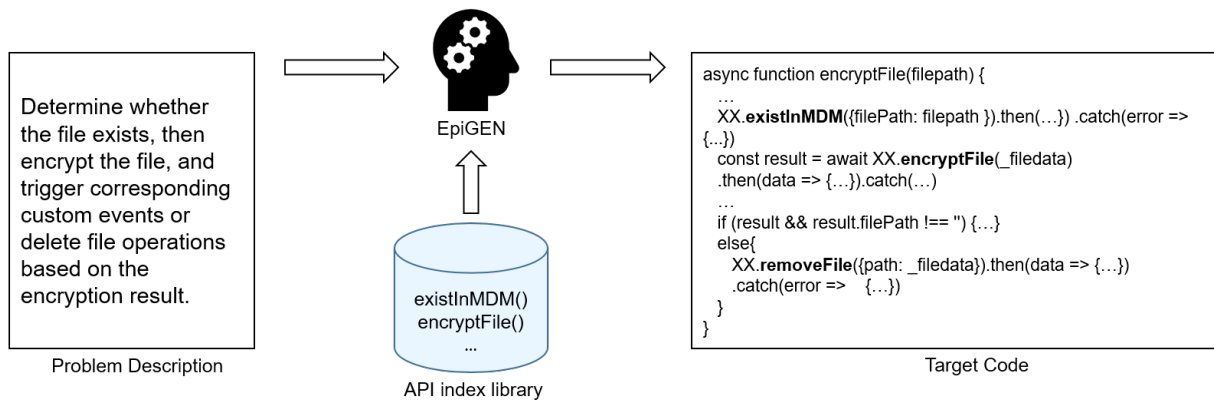 Determine whether
the file exists, then
encrypt the file, and
trigger corresponding
custom events or
delete file operations
based on the
encryption result.
Problem Description
EpiGEN
existInMDM()
encryptFile()
...
API index library
async function encryptFile(filepath) {
…
XX.existInMDM({filePath: filepath }).then(…}) .catch(error =>
{...})
const result = await XX.encryptFile(_filedata)
.then(data => {…}).catch(…)
…
if (result && result.filePath !== '') {…}
else{
XX.removeFile({path: _filedata}).then(data => {…})
.catch(error => {…})
}
}
Target Code